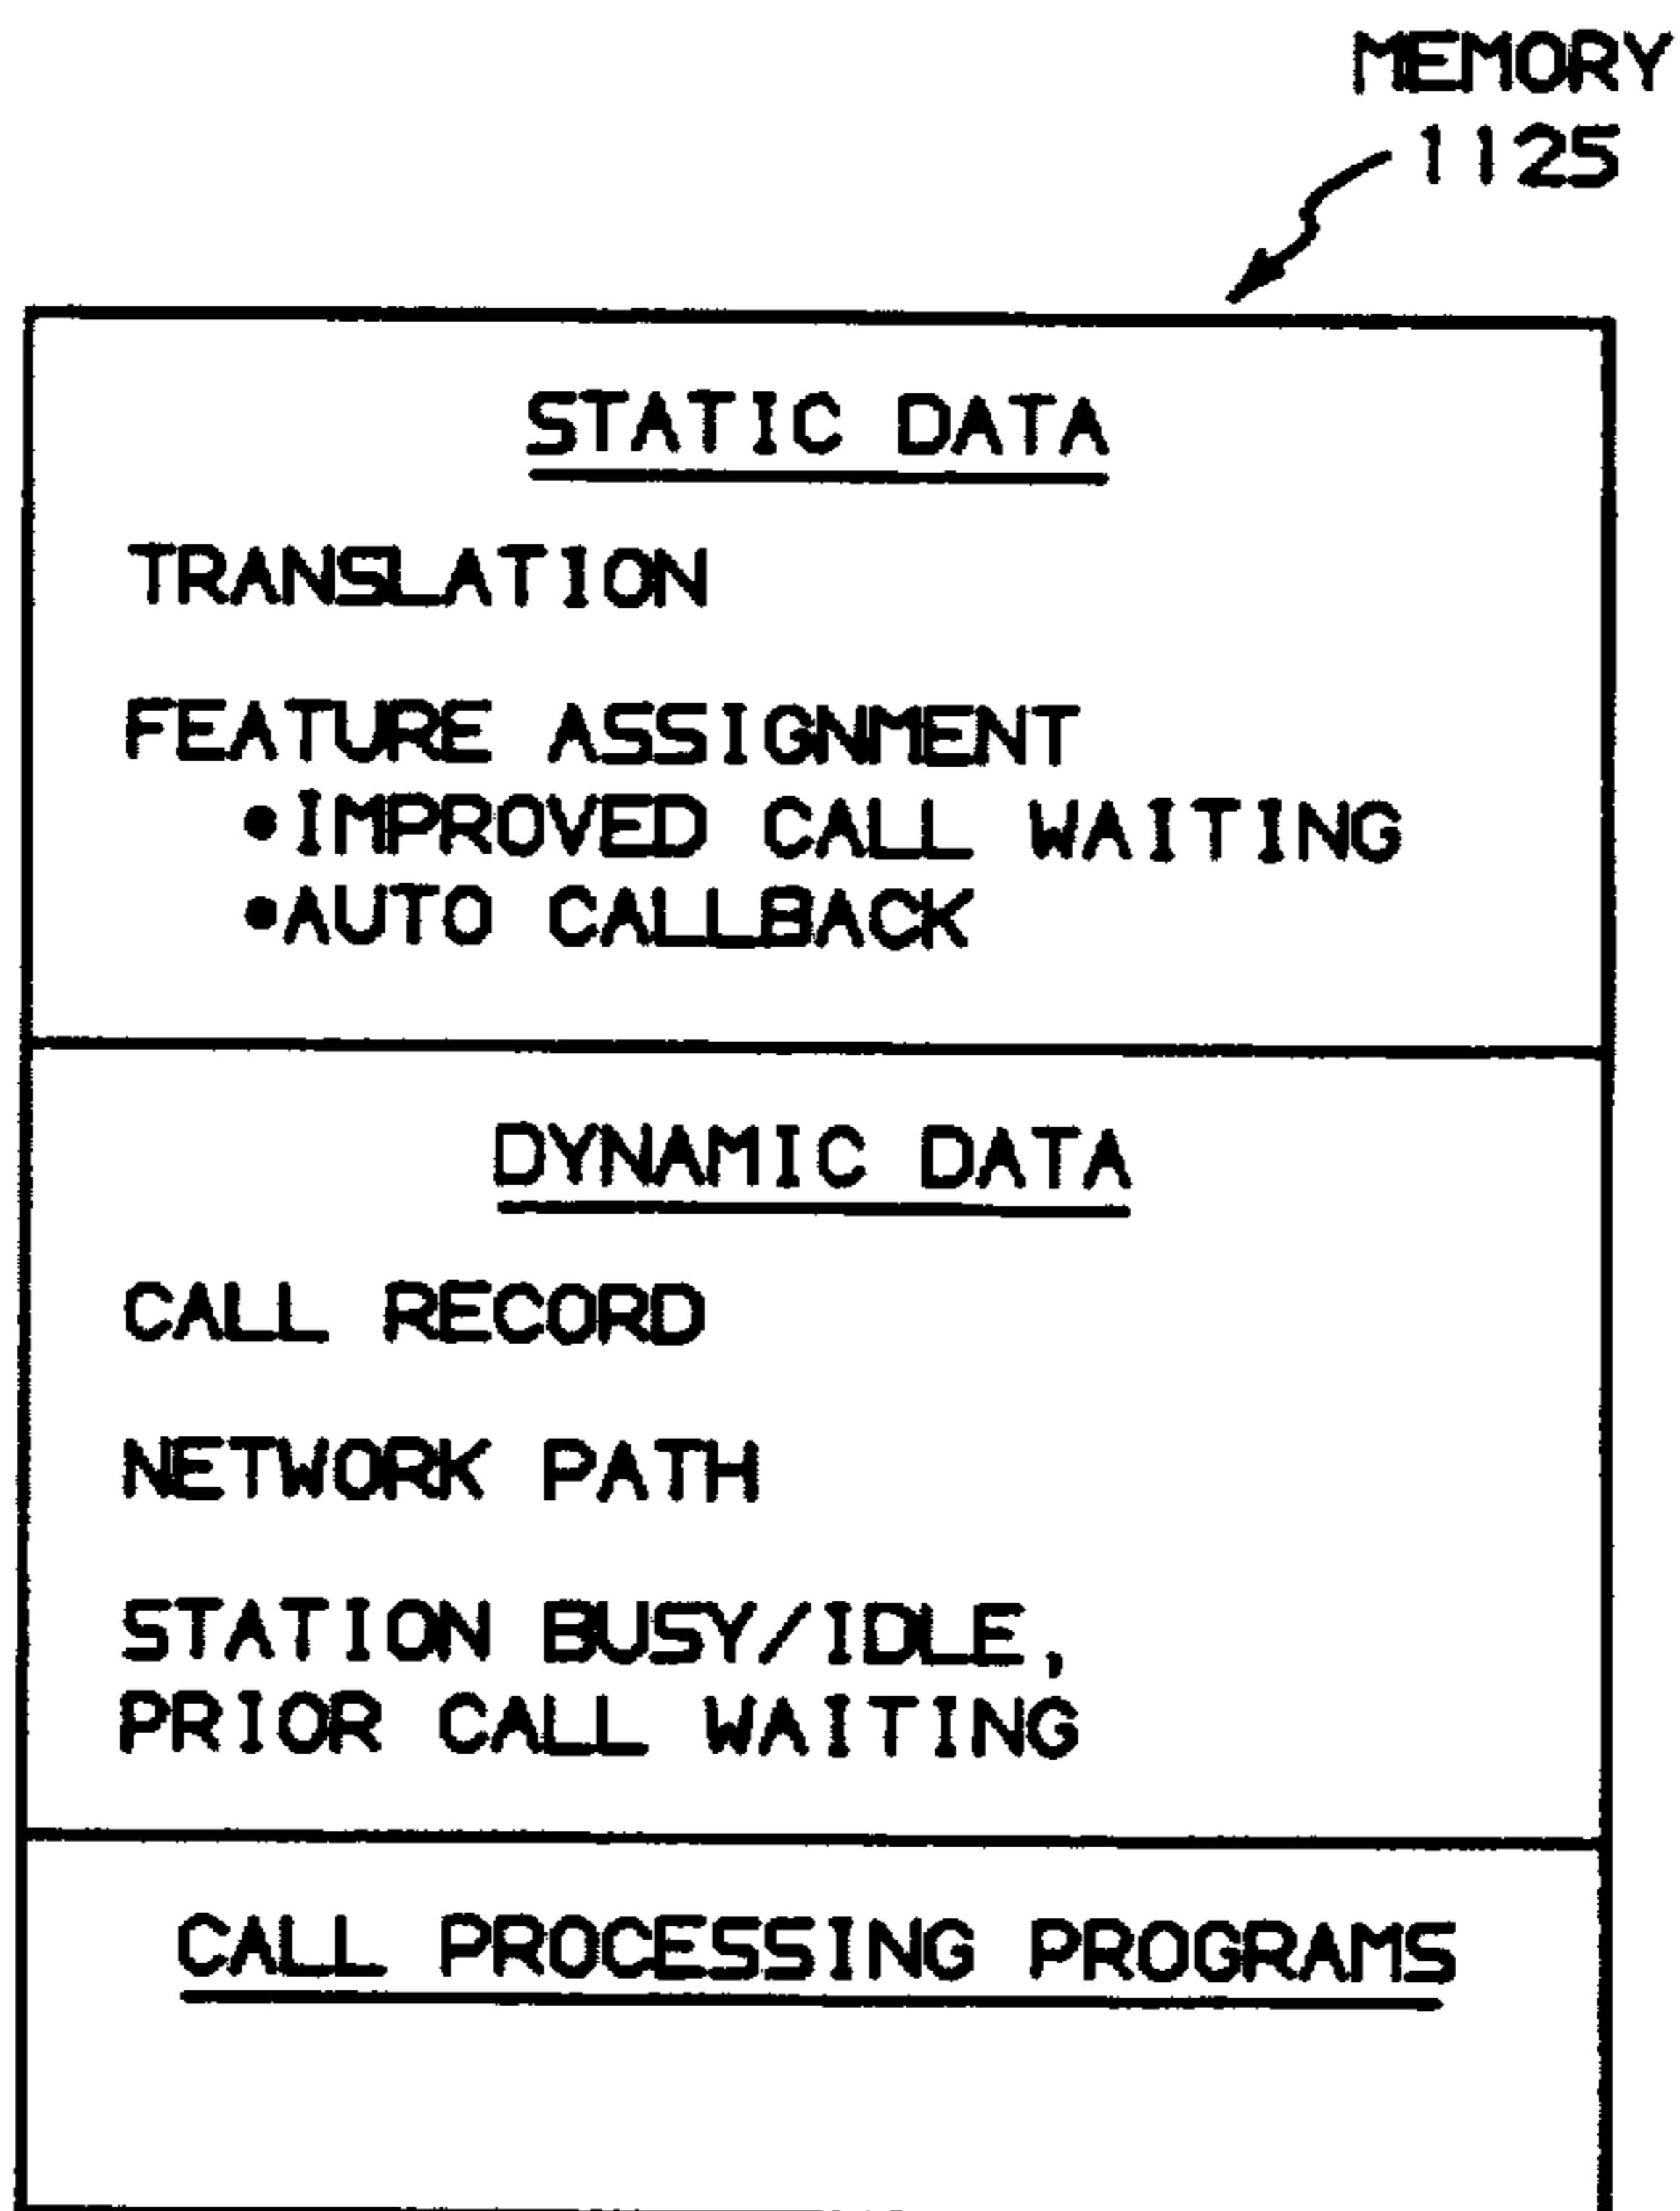 MEMORY
1125
STATIC DATA
TRANSLATION
FEATURE ASSIGNMENT
•IMPROVED CALL WAITING
•AUTO CALLBACK
DYNAMIC DATA
CALL RECORD
NETWORK PATH
STATION BUSY/IDLE,
PRIOR CALL WAITING
CALL PROCESSING PROGRAMS